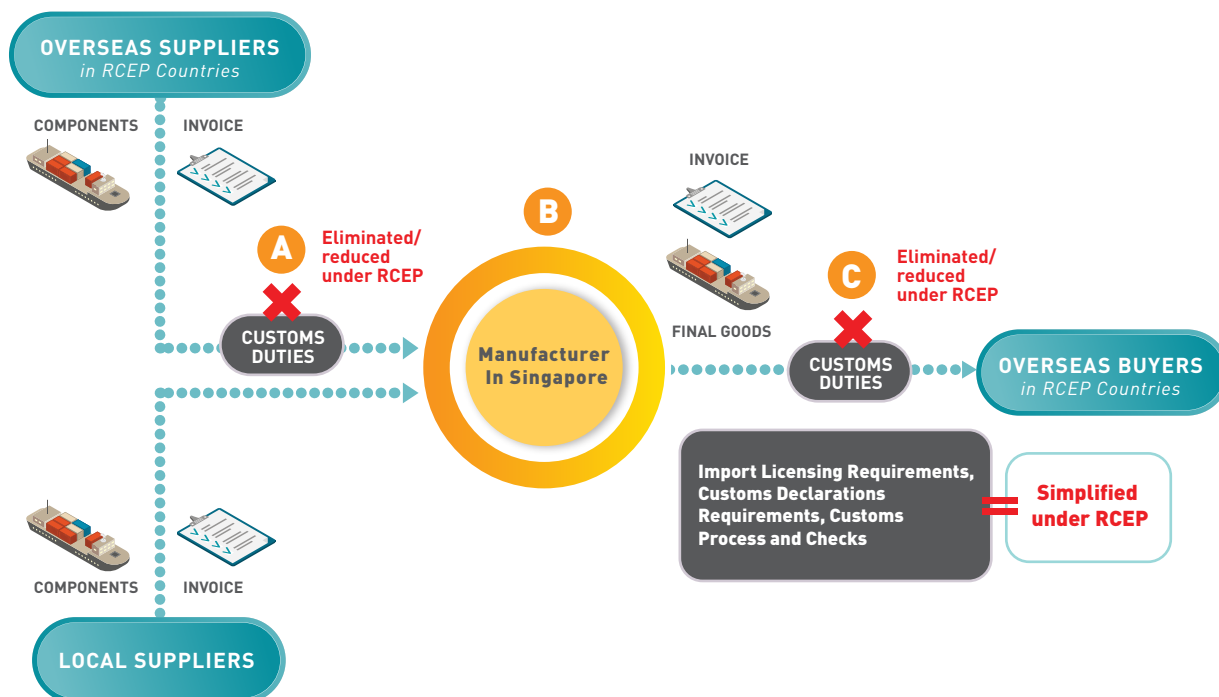 OVERSEAS SUPPLIERS
in RCEP Countries
COMPONENTS
INVOICE
A
Eliminated/
reduced
under RCEP
CUSTOMS
DUTIES
B
Manufacturer
In Singapore
INVOICE
FINAL GOODS
C
Eliminated/
reduced
under RCEP
CUSTOMS
DUTIES
OVERSEAS BUYERS
in RCEP Countries
Import Licensing Requirements,
Customs Declarations
Requirements, Customs
Process and Checks
=
Simplified
under RCEP
COMPONENTS
INVOICE
LOCAL SUPPLIERS